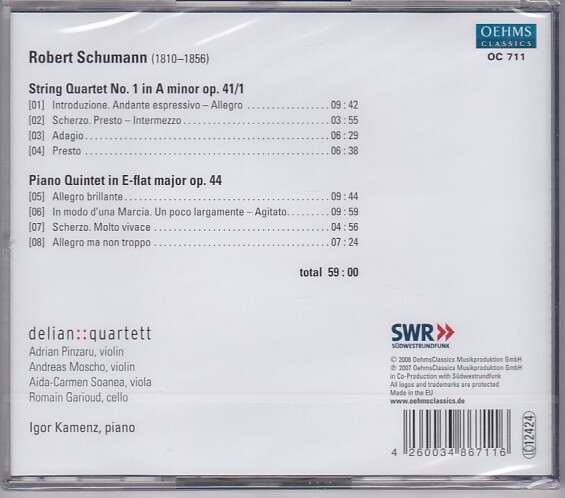 OEHMS
CLASSICS
OC 711
Robert Schumann (1810–1856)
String Quartet No. 1 in A minor op. 41/1
[01] Introduzione. Andante espressivo – Allegro 09 : 42
[02] Scherzo. Presto – Intermezzo 03 : 55
[03] Adagio 06 : 29
[04] Presto 06 : 38
Piano Quintet in E-flat major op. 44
[05] Allegro brillante 09 : 44
[06] In modo d'una Marcia. Un poco largamente – Agitato. 09 : 59
[07] Scherzo. Molto vivace 04 : 56
[08] Allegro ma non troppo 07 : 24
total 59 : 00
delian::quartett
Adrian Pinzaru, violin
Andreas Moscho, violin
Aida-Carmen Soanea, viola
Romain Garioud, cello
Igor Kamenz, piano
SWR
SÜDWESTRUNDFUNK
© 2008 OehmsClassics Musikproduktion GmbH
℗ 2007 OehmsClassics Musikproduktion GmbH
in Co-Production with Südwestrundfunk
All logos and trademarks are protected
Made in the EU
www.oehmsclassics.de
4 260034 867116
LC 12424